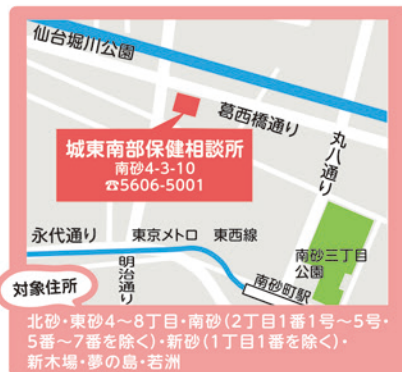 仙台堀川公園
葛西橋通り
丸八通り
城東南部保健相談所
南砂4-3-10
☎5606-5001
永代通り
東京メトロ 東西線
明治通り
南砂三丁目
公園
南砂町駅
対象住所
北砂・東砂4〜8丁目・南砂(2丁目1番1号〜5号・
5番〜7番を除く)・新砂(1丁目1番を除く)・
新木場・夢の島・若洲